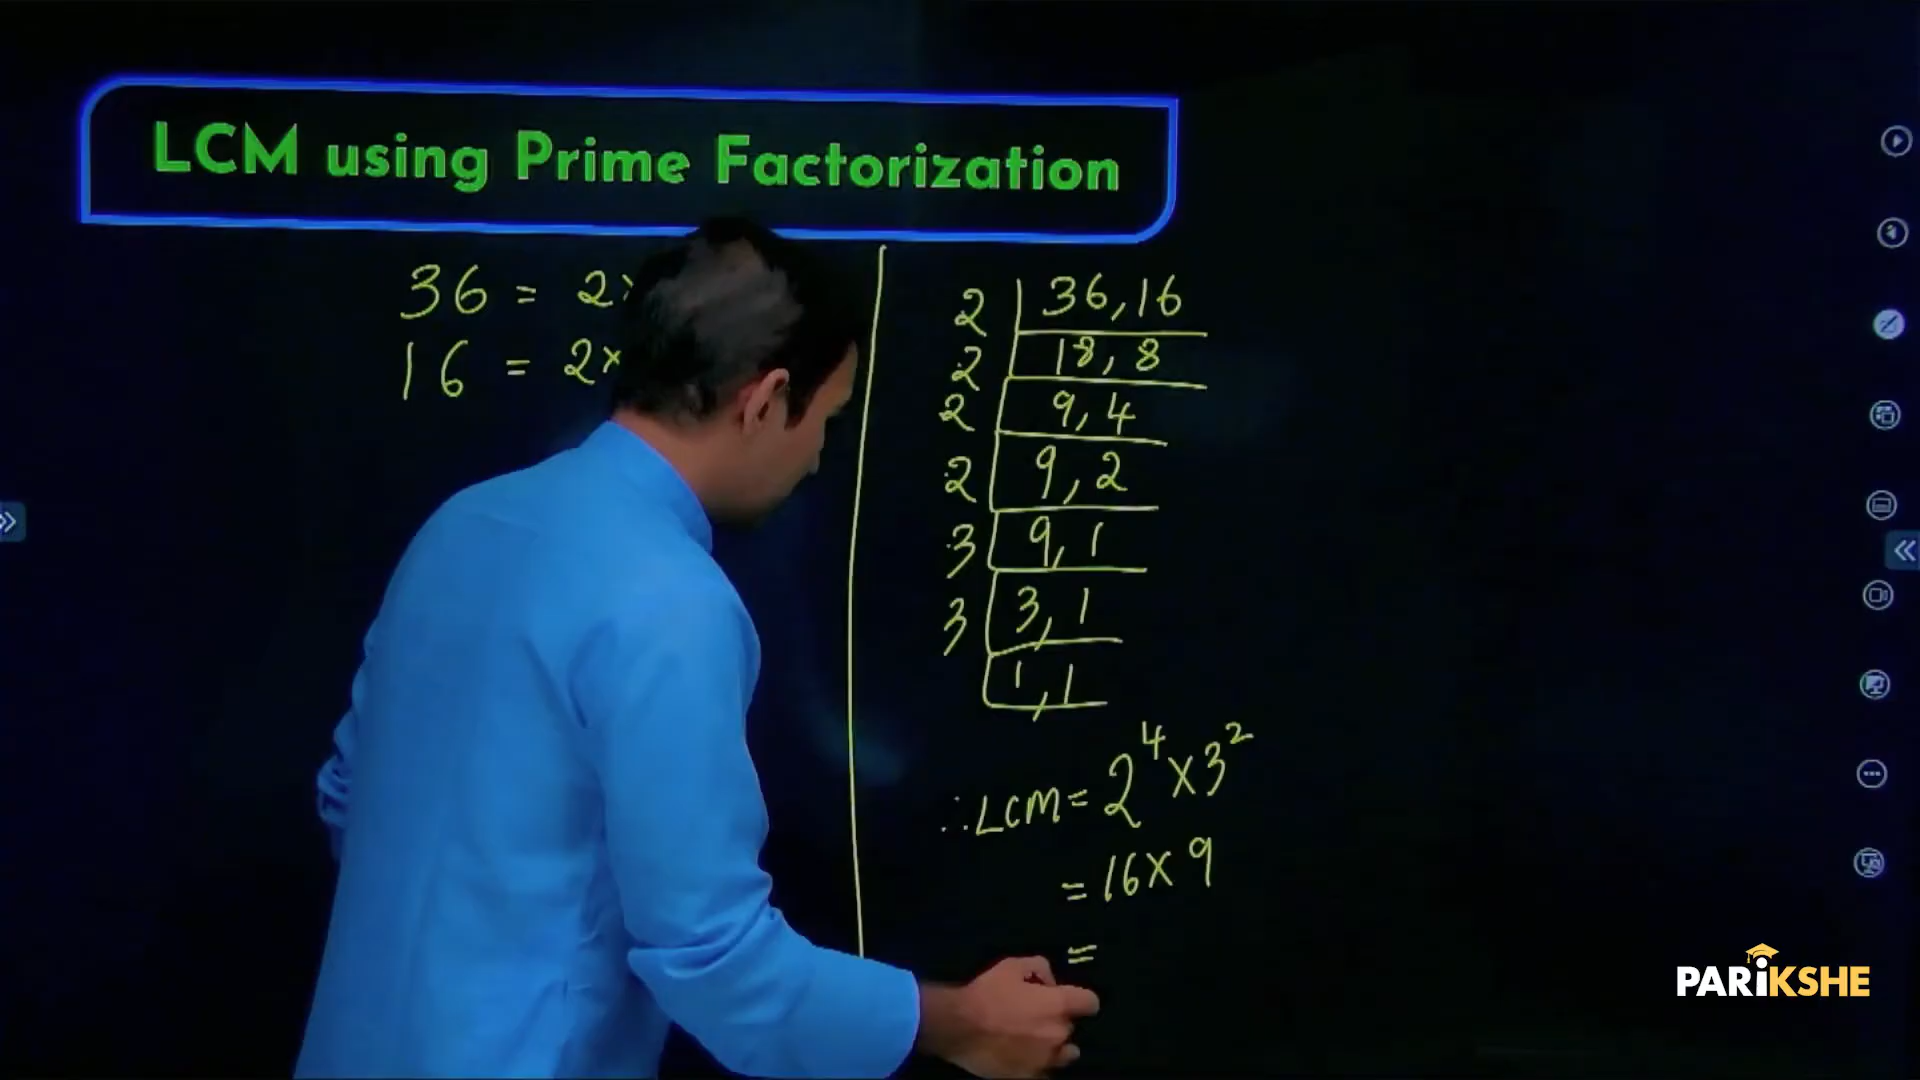 LCM using Prime Factorization
36 = 2×
16 = 2×
2 | 36, 16
2 | 18, 8
2 | 9, 4
2 | 9, 2
3 | 9, 1
3 | 3, 1
1, 1
∴ LCM = 2⁴ × 3²
= 16 × 9
=
PARiKSHE